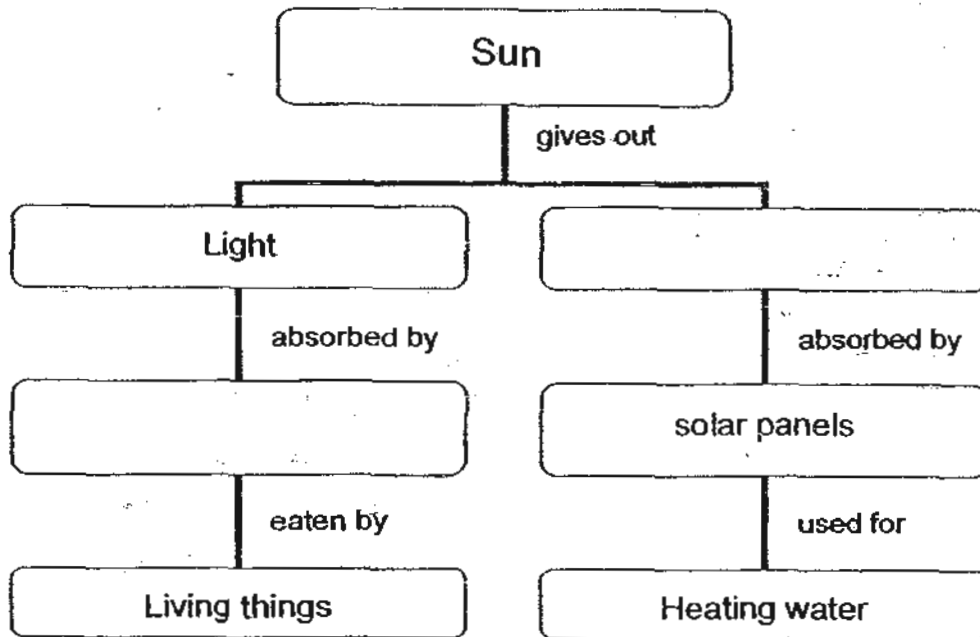 Sun
gives out
Light
absorbed by
absorbed by
solar panels
eaten by
used for
Living things
Heating water